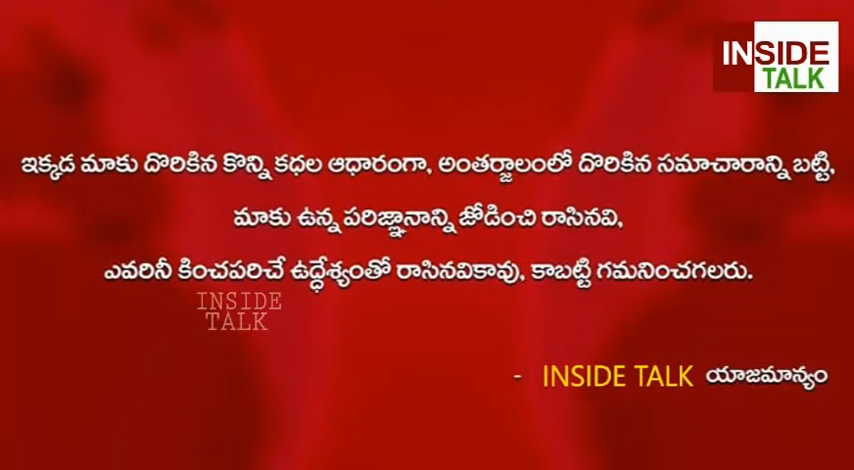 INSIDE
TALK
ఇక్కడ మాకు దొరికిన కొన్ని కధల ఆధారంగా, అంతర్జాలంలో దొరికిన సమాచారాన్ని బట్టి,
మాకు ఉన్న పరిజ్ఞానాన్ని జోడించి రాసినవి,
ఎవరినీ కించపరిచే ఉద్ధేశ్యంతో రాసినవికావు, కాబట్టి గమనించగలరు.
INSIDE
TALK
- INSIDE TALK యాజమాన్యం